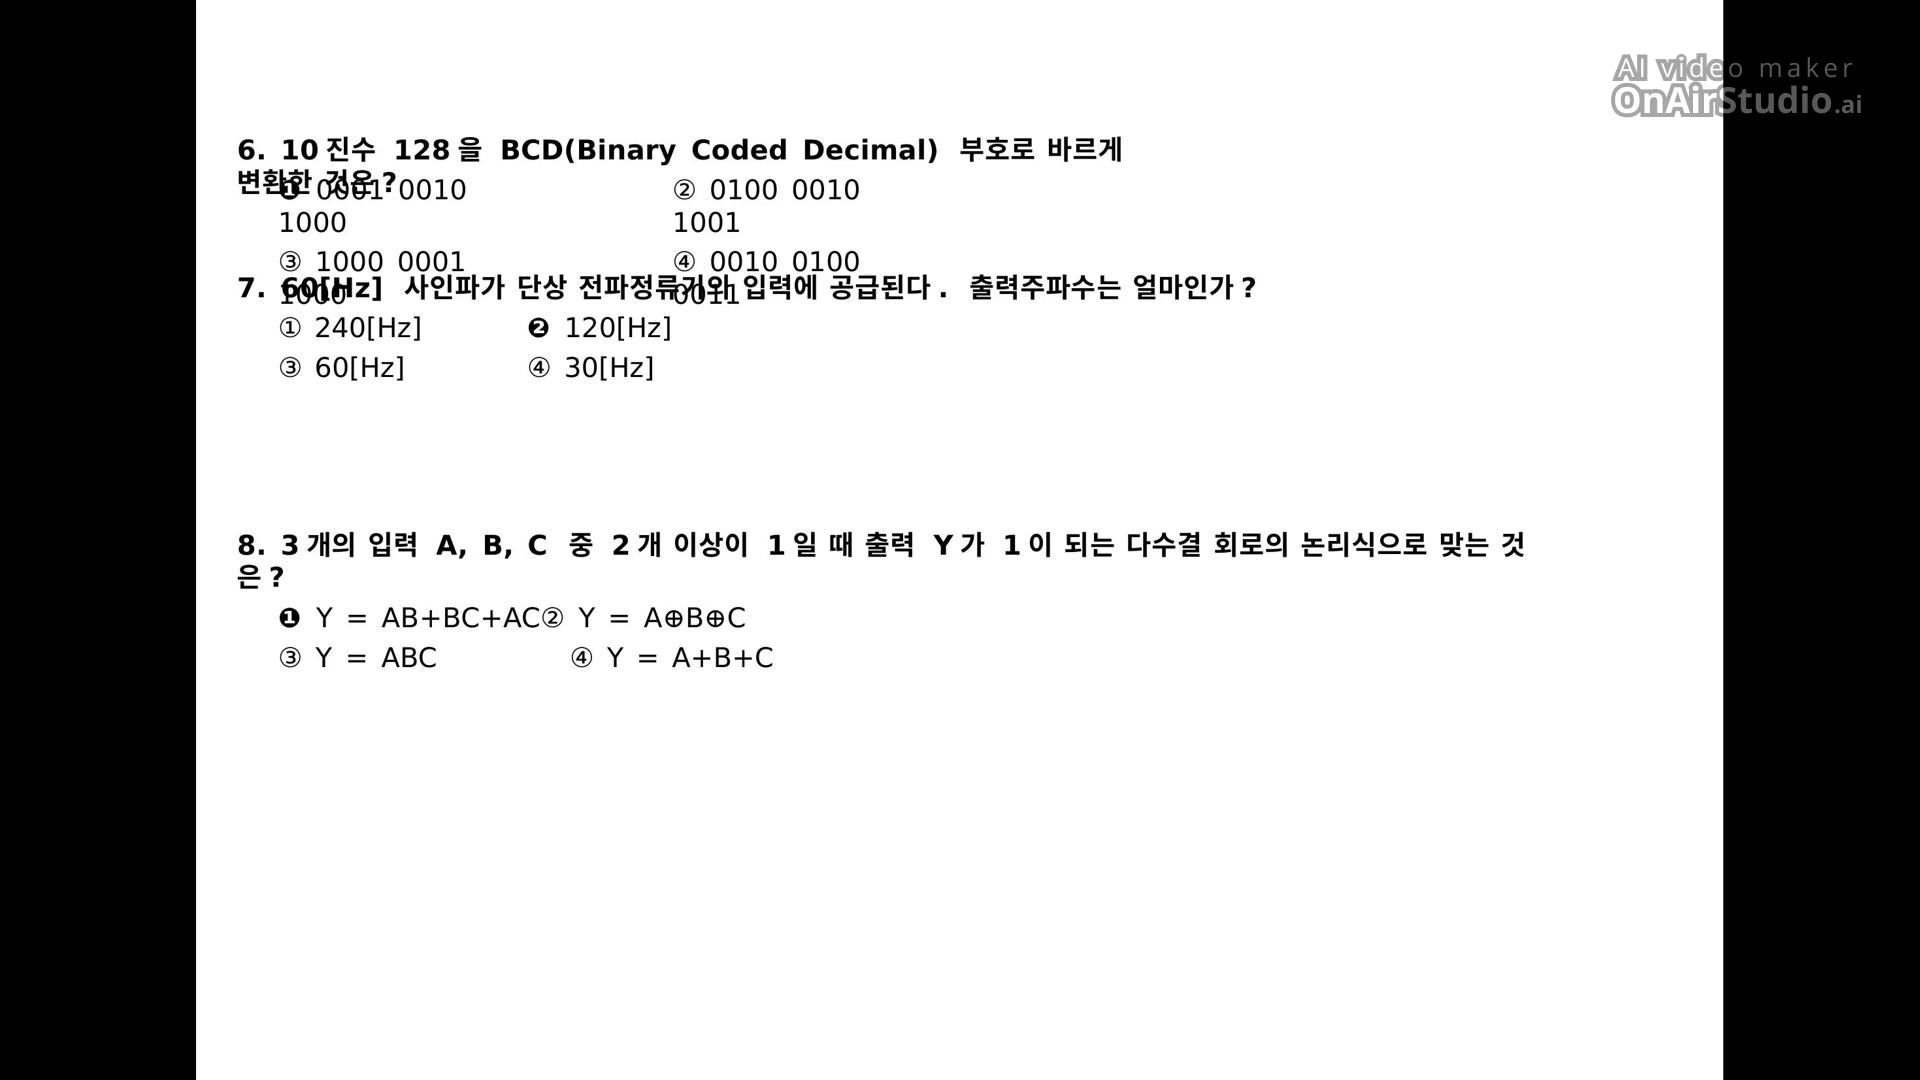 AI video maker
OnAirStudio.ai
6. 10진수 128을 BCD(Binary Coded Decimal) 부호로 바르게
변환한 것은?
❶ 0001 0010 ② 0100 0010
1000 1001
③ 1000 0001 ④ 0010 0100
1000 0011
7. 60[Hz] 사인파가 단상 전파정류기의 입력에 공급된다. 출력주파수는 얼마인가?
① 240[Hz] ❷ 120[Hz]
③ 60[Hz] ④ 30[Hz]
8. 3개의 입력 A, B, C 중 2개 이상이 1일 때 출력 Y가 1이 되는 다수결 회로의 논리식으로 맞는 것
은?
❶ Y = AB+BC+AC② Y = A⊕B⊕C
③ Y = ABC ④ Y = A+B+C